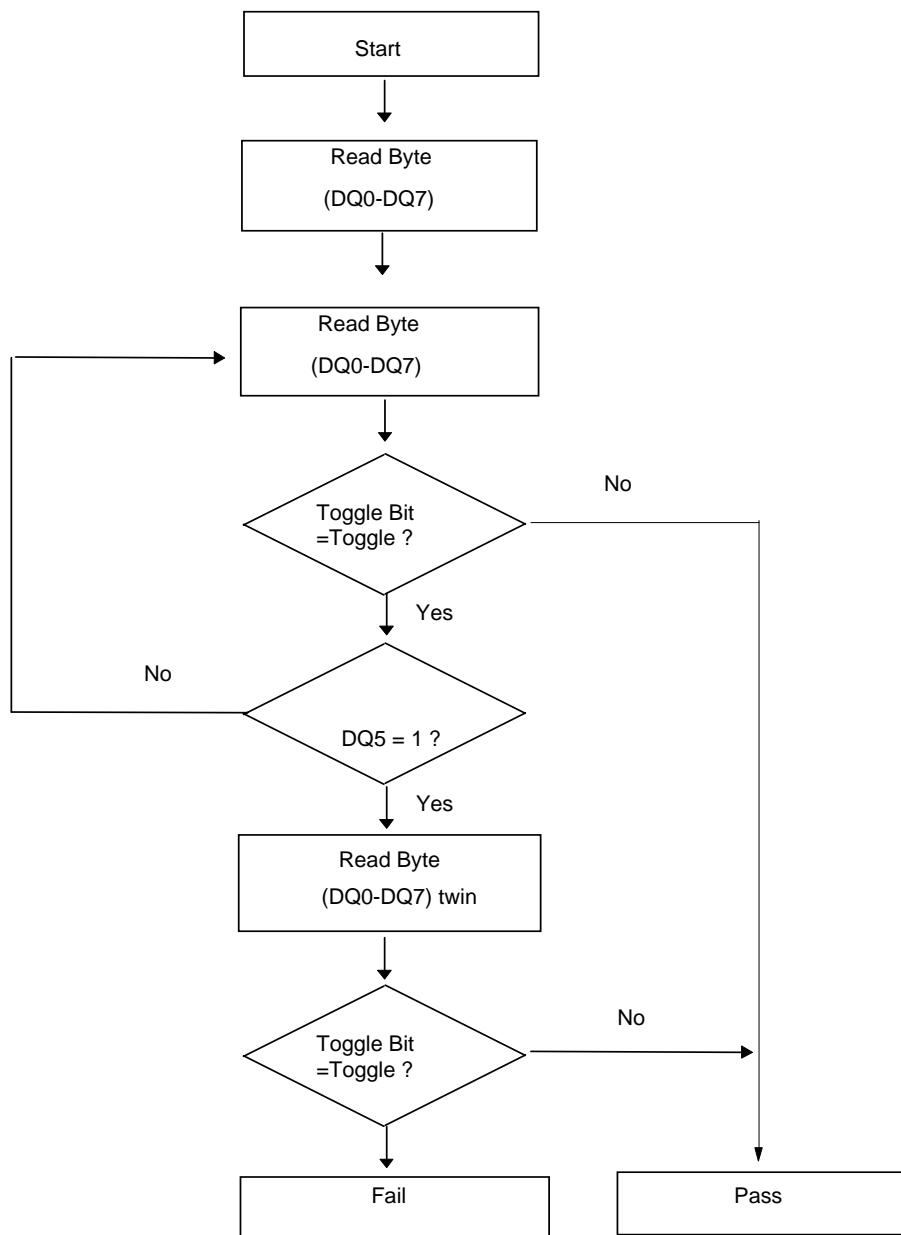 Start
Read Byte
(DQ0-DQ7)
Read Byte
(DQ0-DQ7)
No
Toggle Bit
=Toggle ?
Yes
No
DQ5 = 1 ?
Yes
Read Byte
(DQ0-DQ7) twin
No
Toggle Bit
=Toggle ?
Fail
Pass